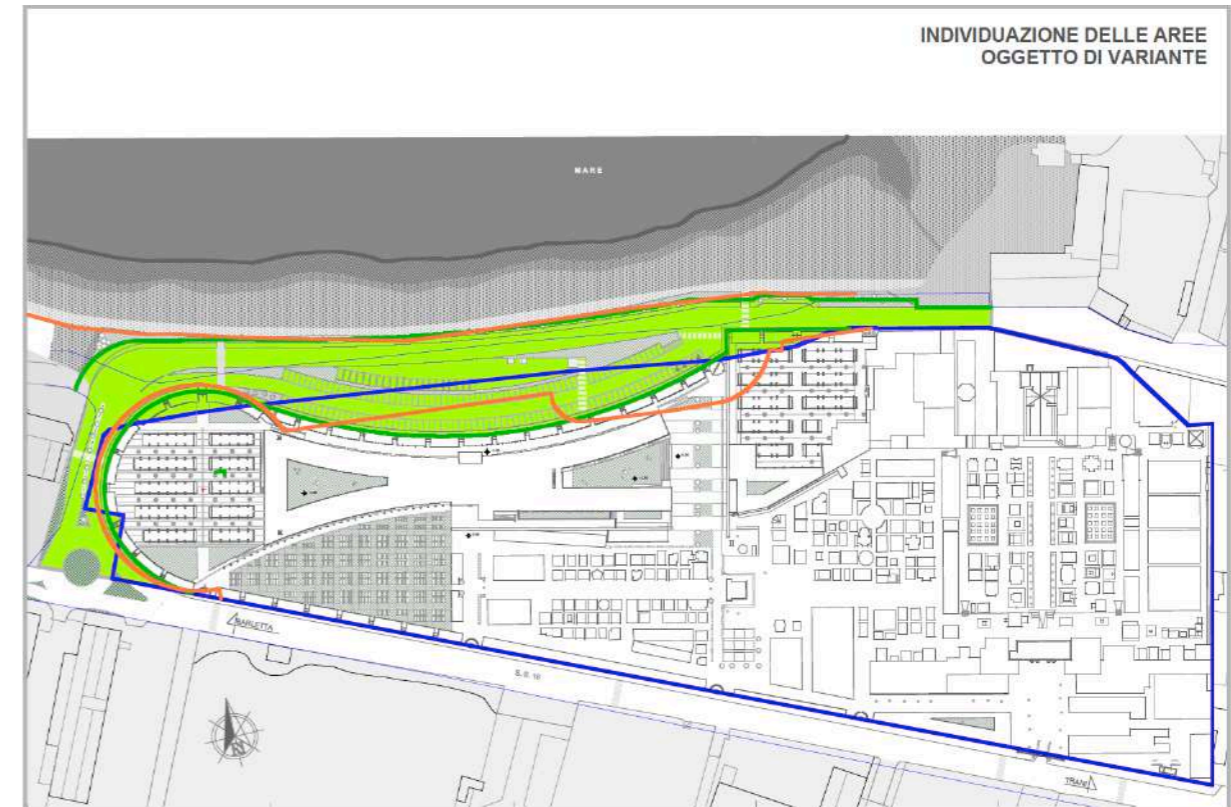 INDIVIDUAZIONE DELLE AREE
OGGETTO DI VARIANTE
MARE
BARLETTA
S.S. 16
N
TRANI